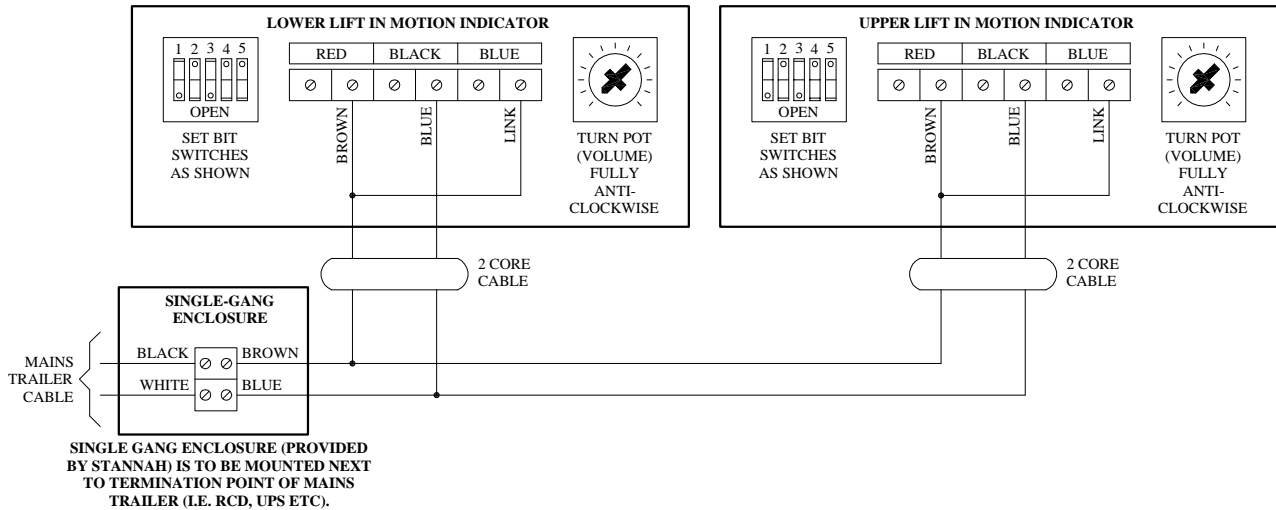 LOWER LIFT IN MOTION INDICATOR
1 2 3 4 5
OPEN
SET BIT
SWITCHES
AS SHOWN
RED BLACK BLUE
BROWN
BLUE
LINK
TURN POT
(VOLUME)
FULLY
ANTI-
CLOCKWISE
2 CORE
CABLE
UPPER LIFT IN MOTION INDICATOR
1 2 3 4 5
OPEN
SET BIT
SWITCHES
AS SHOWN
RED BLACK BLUE
BROWN
BLUE
LINK
TURN POT
(VOLUME)
FULLY
ANTI-
CLOCKWISE
2 CORE
CABLE
SINGLE-GANG
ENCLOSURE
MAINS
TRAILER
CABLE
BLACK BROWN
WHITE BLUE
SINGLE GANG ENCLOSURE (PROVIDED
BY STANNAH) IS TO BE MOUNTED NEXT
TO TERMINATION POINT OF MAINS
TRAILER (I.E. RCD, UPS ETC).